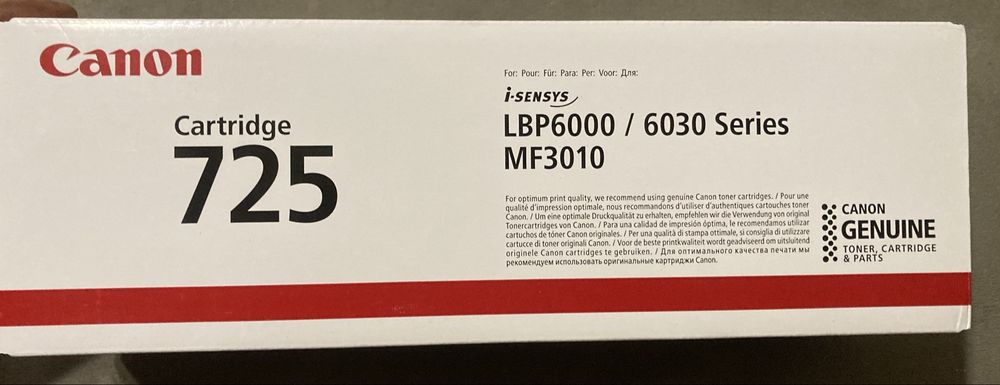 Canon
Cartridge
725
For: Pour: Für: Para: Per: Voor: Для:
i-SENSYS
LBP6000 / 6030 Series
MF3010
For optimum print quality, we recommend using genuine Canon toner cartridges. / Pour une
qualité d'impression optimale, nous recommandons d'utiliser d'authentiques cartouches toner
Canon. / Um eine optimale Druckqualität zu erhalten, empfehlen wir die Verwendung von original
Tonercartridges von Canon. / Para una calidad de impresión óptima, le recomendamos utilizar
cartuchos de tóner Canon originales. / Per una qualità di stampa ottimale, si consiglia di utilizzare
cartucce di toner originali Canon. / Voor de beste printkwaliteit wordt geadviseerd om uitsluitend
originele Canon cartridges te gebruiken. / Для оптимального качества печати мы
рекомендуем использовать оригинальные картриджи Canon.
CANON
GENUINE
TONER, CARTRIDGE
& PARTS